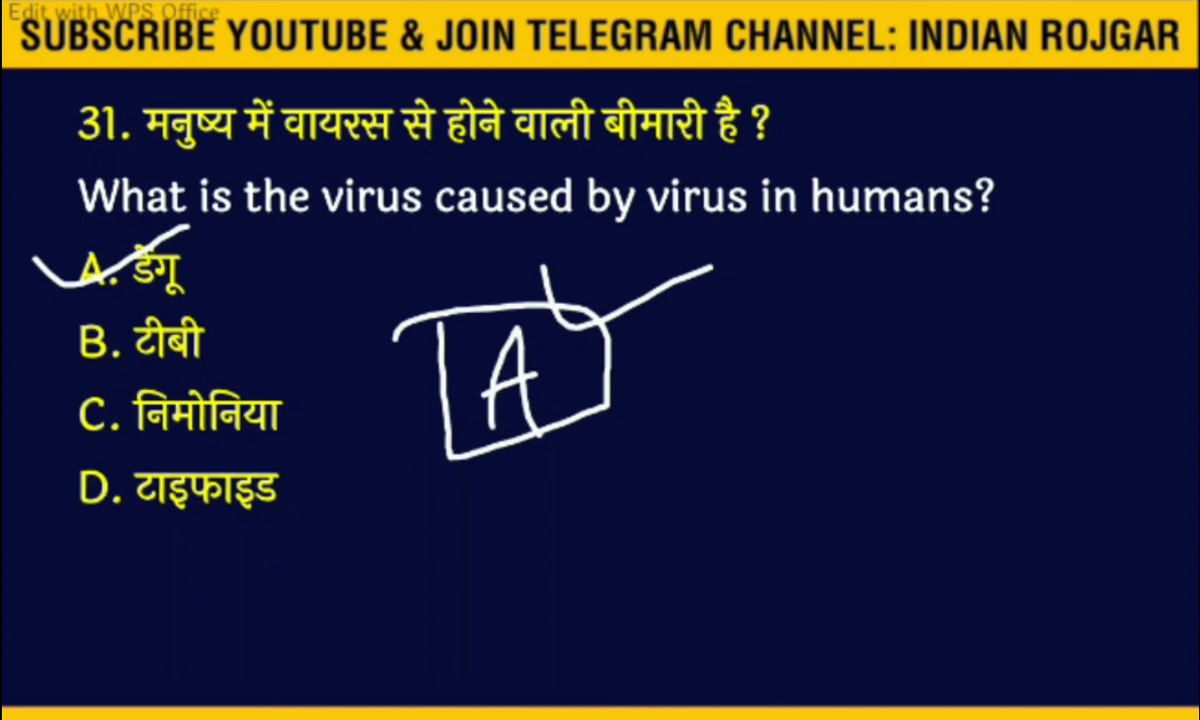 Edit with WPS Office
SUBSCRIBE YOUTUBE & JOIN TELEGRAM CHANNEL: INDIAN ROJGAR
31. मनुष्य में वायरस से होने वाली बीमारी है ?
What is the virus caused by virus in humans?
A. डेंगू
B. टीबी
C. निमोनिया
D. टाइफाइड
A